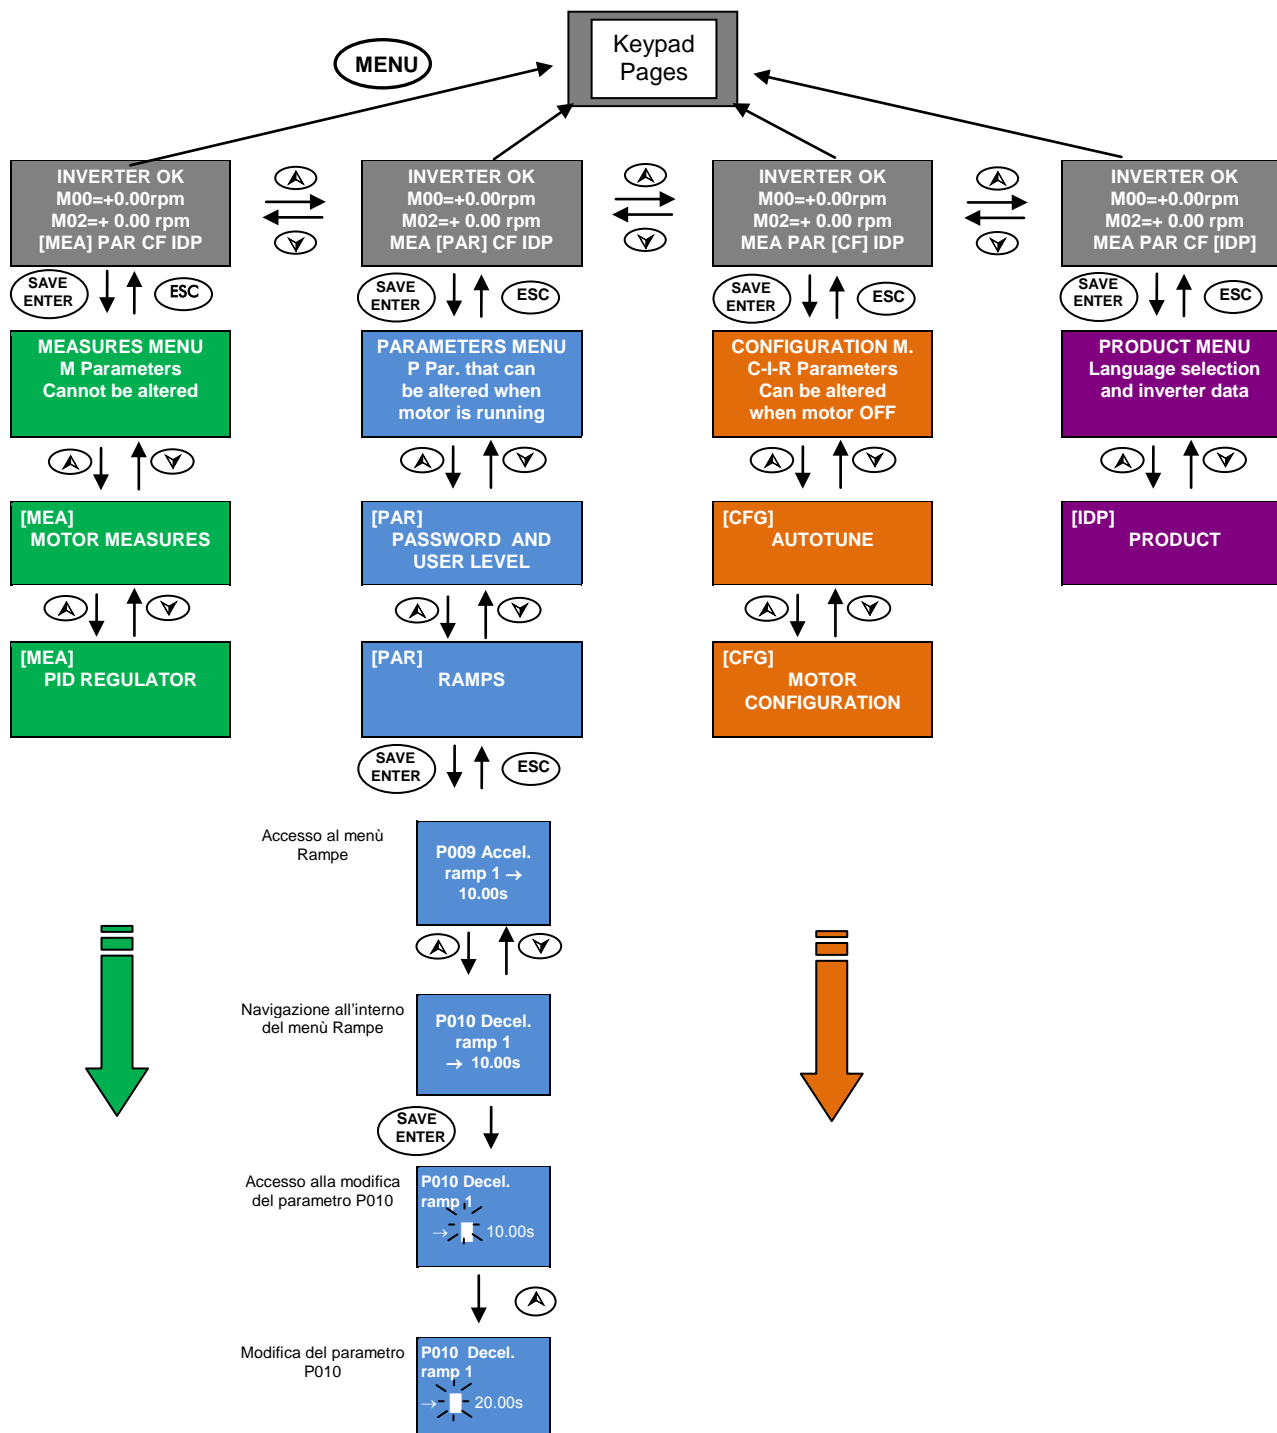 Keypad
Pages
MENU
INVERTER OK
M00=+0.00rpm
M02=+ 0.00 rpm
[MEA] PAR CF IDP
INVERTER OK
M00=+0.00rpm
M02=+ 0.00 rpm
MEA [PAR] CF IDP
INVERTER OK
M00=+0.00rpm
M02=+ 0.00 rpm
MEA PAR [CF] IDP
INVERTER OK
M00=+0.00rpm
M02=+ 0.00 rpm
MEA PAR CF [IDP]
SAVE
ENTER
ESC
SAVE
ENTER
ESC
SAVE
ENTER
ESC
SAVE
ENTER
ESC
MEASURES MENU
M Parameters
Cannot be altered
PARAMETERS MENU
P Par. that can
be altered when
motor is running
CONFIGURATION M.
C-I-R Parameters
Can be altered
when motor OFF
PRODUCT MENU
Language selection
and inverter data
[MEA]
MOTOR MEASURES
[PAR]
PASSWORD AND
USER LEVEL
[CFG]
AUTOTUNE
[IDP]
PRODUCT
[MEA]
PID REGULATOR
[PAR]
RAMPS
[CFG]
MOTOR
CONFIGURATION
SAVE
ENTER
ESC
Accesso al menù
Rampe
P009 Accel.
ramp 1 →
10.00s
Navigazione all'interno
del menù Rampe
P010 Decel.
ramp 1
→ 10.00s
SAVE
ENTER
Accesso alla modifica
del parametro P010
P010 Decel.
ramp 1
→ 10.00s
Modifica del parametro
P010
P010 Decel.
ramp 1
→ 20.00s